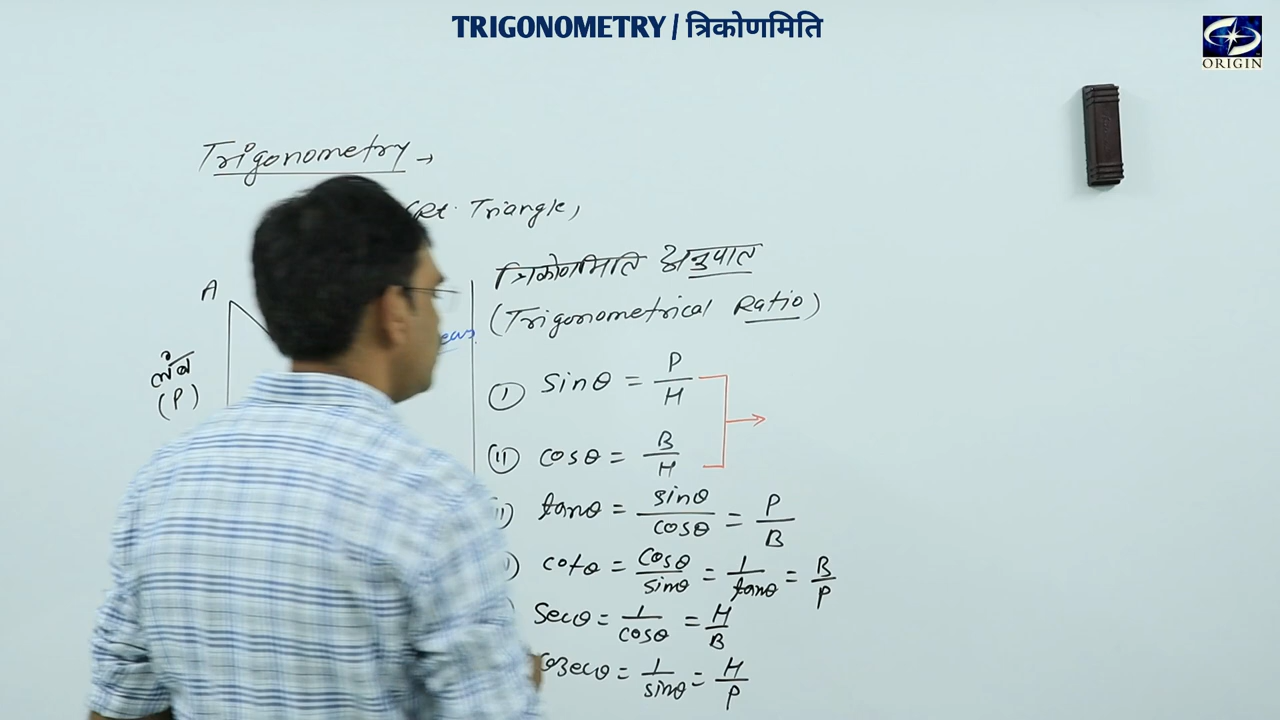 TRIGONOMETRY / त्रिकोणमिति
ORIGIN
Trigonometry →
(Rt. Triangle)
त्रिकोणमिति अनुपात
(Trigonometrical Ratio)
A
लंब
(P)
(I) sinθ = P/H
(II) cosθ = B/H
tanθ = sinθ/cosθ = P/B
cotθ = cosθ/sinθ = 1/tanθ = B/P
Secθ = 1/cosθ = H/B
cosecθ = 1/sinθ = H/P